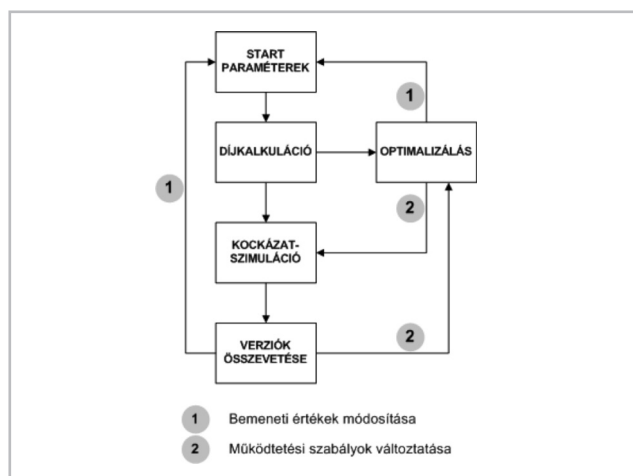 START
PARAMÉTEREK
1
DÍJKALKULÁCIÓ
OPTIMALIZÁLÁS
1
2
KOCKÁZAT-
SZIMULÁCIÓ
VERZIÓK
ÖSSZEVETÉSE
2
1 Bemeneti értékek módosítása
2 Működtetési szabályok változtatása